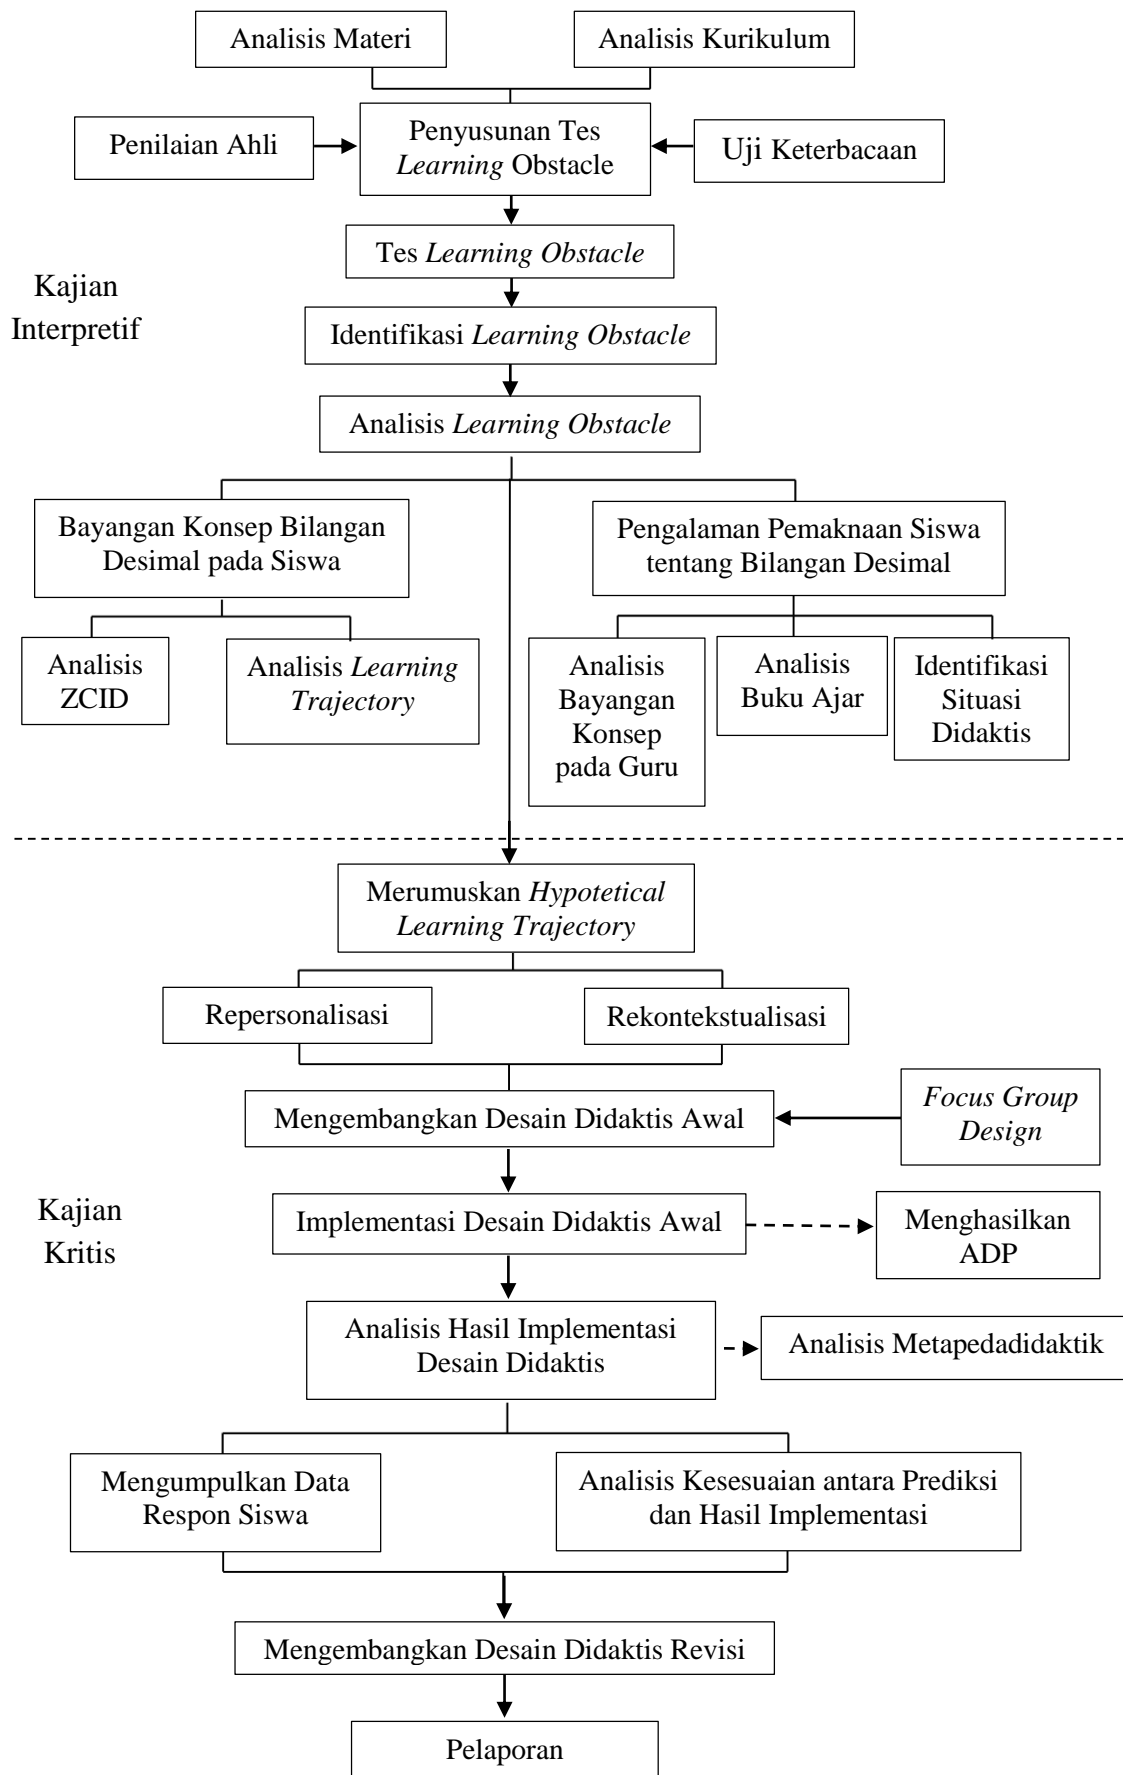 Analisis Materi
Analisis Kurikulum
Penilaian Ahli
Penyusunan Tes
Learning Obstacle
Uji Keterbacaan
Tes Learning Obstacle
Kajian
Interpretif
Identifikasi Learning Obstacle
Analisis Learning Obstacle
Bayangan Konsep Bilangan
Desimal pada Siswa
Pengalaman Pemaknaan Siswa
tentang Bilangan Desimal
Analisis
ZCID
Analisis Learning
Trajectory
Analisis
Bayangan
Konsep
pada Guru
Analisis
Buku Ajar
Identifikasi
Situasi
Didaktis
Merumuskan Hypotetical
Learning Trajectory
Repersonalisasi
Rekontekstualisasi
Mengembangkan Desain Didaktis Awal
Focus Group
Design
Kajian
Kritis
Implementasi Desain Didaktis Awal
Menghasilkan
ADP
Analisis Hasil Implementasi
Desain Didaktis
Analisis Metapedadidaktik
Mengumpulkan Data
Respon Siswa
Analisis Kesesuaian antara Prediksi
dan Hasil Implementasi
Mengembangkan Desain Didaktis Revisi
Pelaporan